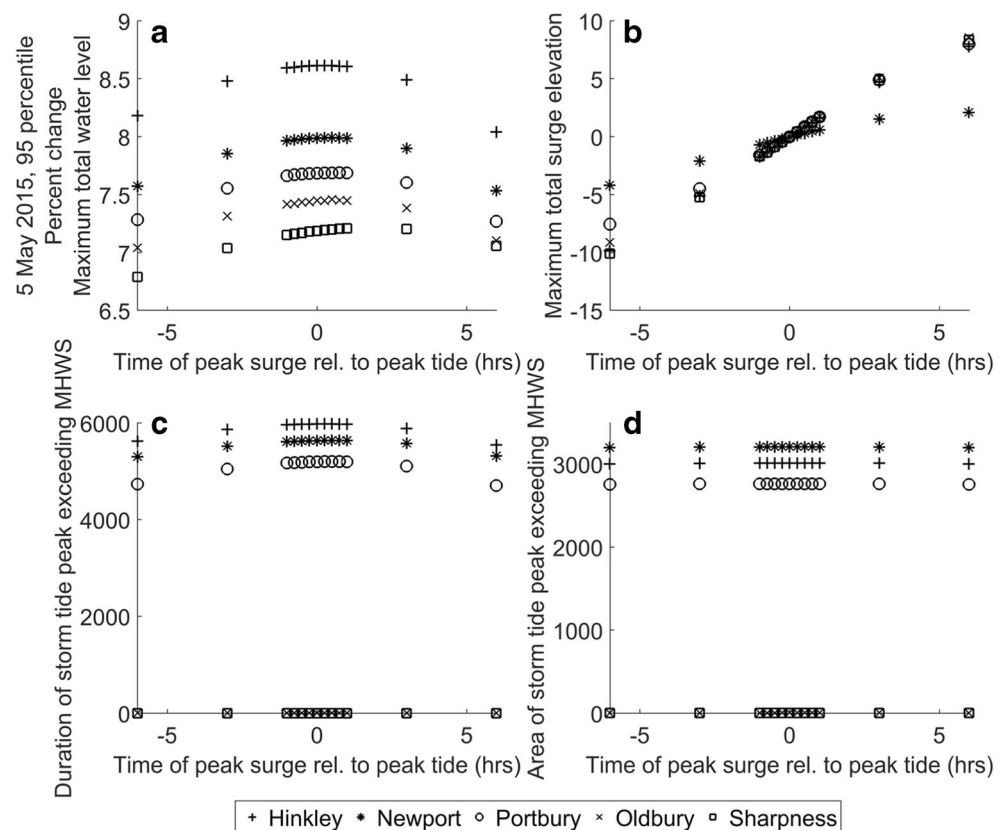 a
5 May 2015, 95 percentile
Percent change
Maximum total water level
9
8.5
8
7.5
7
6.5
-5
0
5
Time of peak surge rel. to peak tide (hrs)
b
Maximum total surge elevation
10
5
0
-5
-10
-15
-5
0
5
Time of peak surge rel. to peak tide (hrs)
c
Duration of storm tide peak exceeding MHWS
6000
4000
2000
0
-5
0
5
Time of peak surge rel. to peak tide (hrs)
d
Area of storm tide peak exceeding MHWS
3000
2000
1000
0
-5
0
5
Time of peak surge rel. to peak tide (hrs)
Hinkley Newport Portbury Oldbury Sharpness